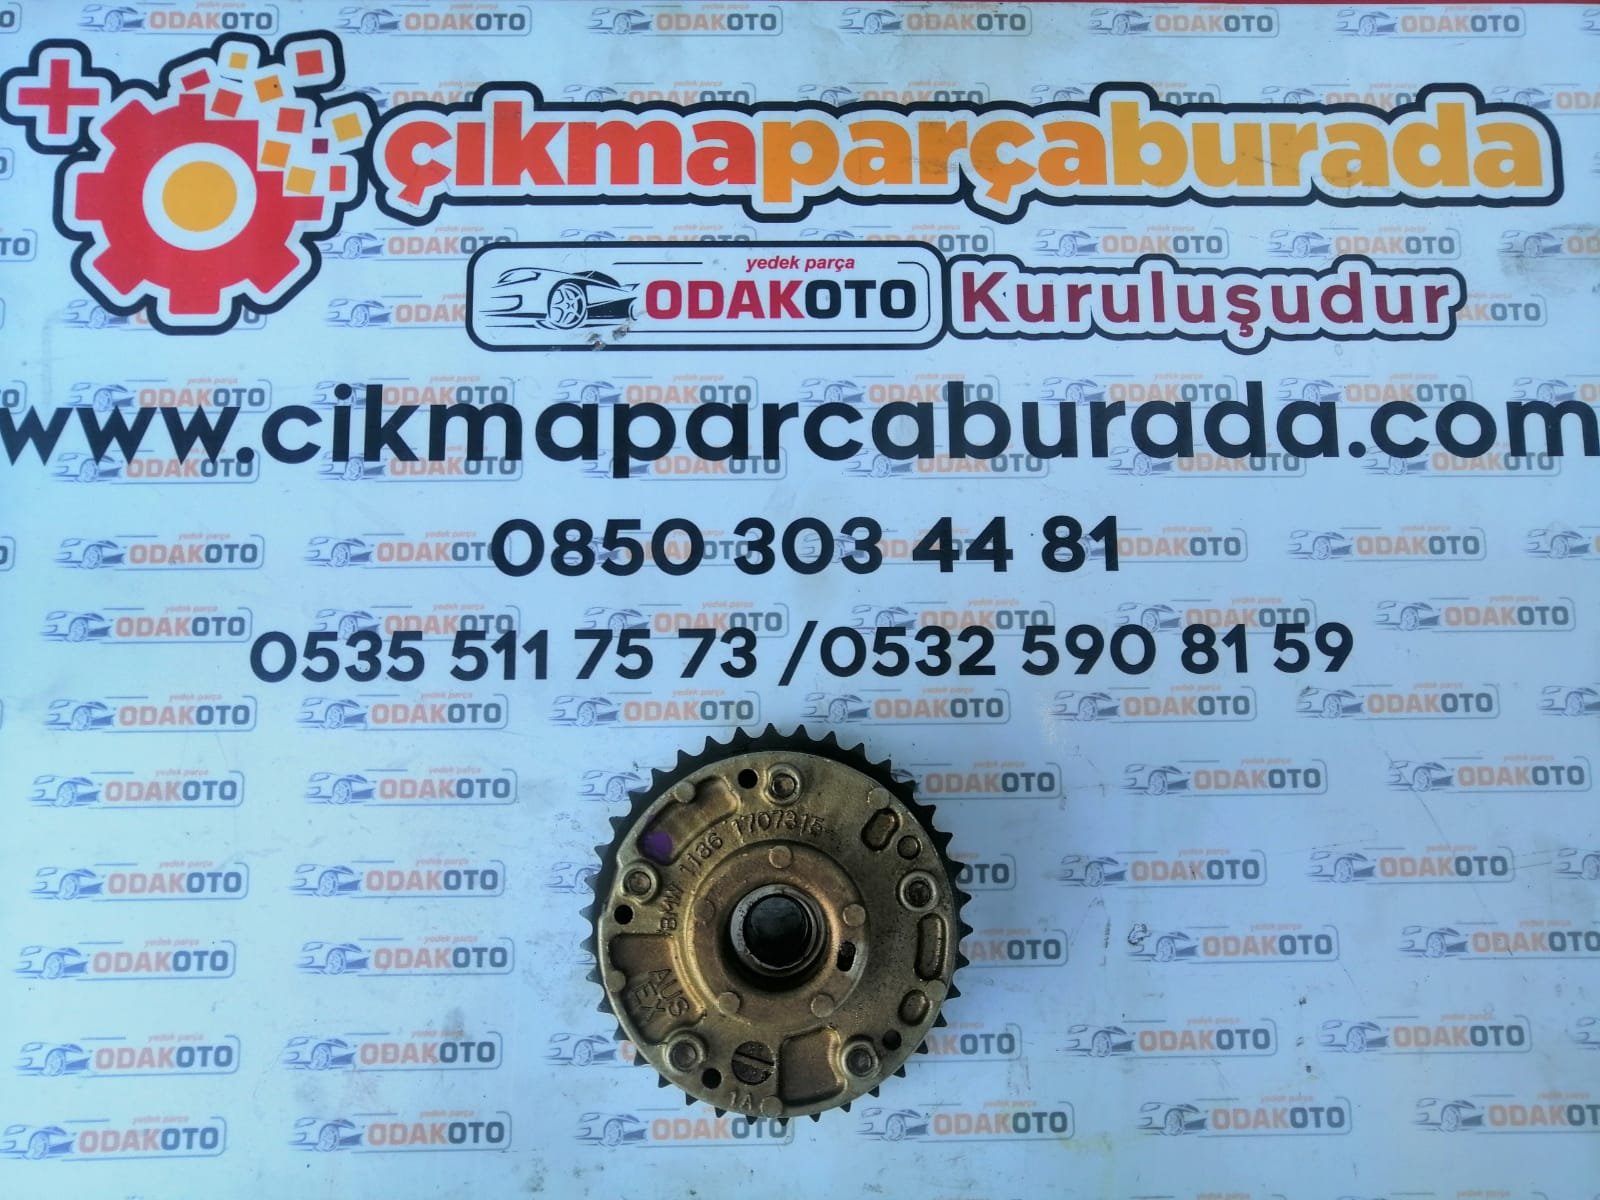 çıkmaparçaburada
yedek parça
ODAKOTO Kuruluşudur
www.cikmaparcaburada.com
0850 303 44 81
0535 511 75 73 /0532 590 81 59
BMW 1136 7707315
AUS
EX
1A